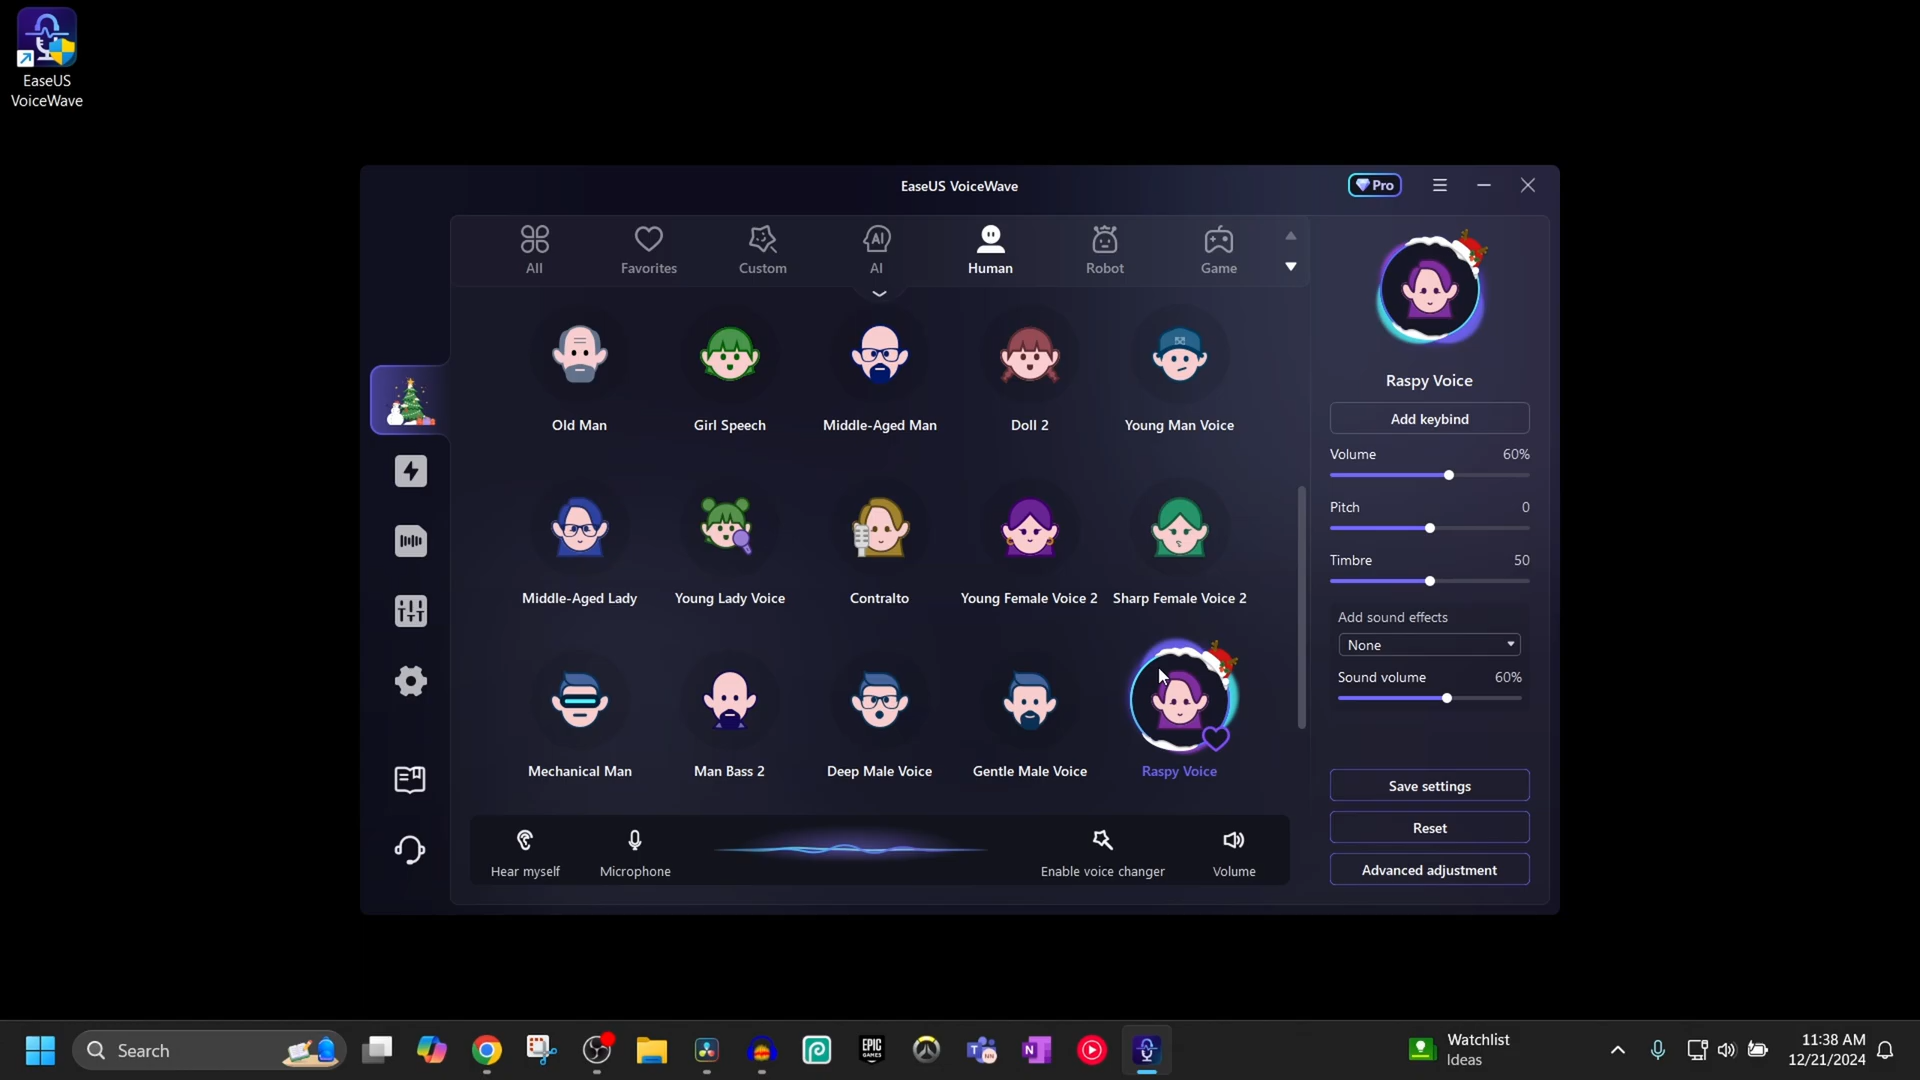 EaseUS
VoiceWave
EaseUS VoiceWave
Pro
All
Favorites
Custom
AI
AI
Human
Robot
Game
Old Man
Girl Speech
Middle-Aged Man
Doll 2
Young Man Voice
Middle-Aged Lady
Young Lady Voice
Contralto
Young Female Voice 2
Sharp Female Voice 2
Mechanical Man
Man Bass 2
Deep Male Voice
Gentle Male Voice
Raspy Voice
Hear myself
Microphone
Enable voice changer
Volume
Raspy Voice
Add keybind
Volume 60%
Pitch 0
Timbre 50
Add sound effects
None
Sound volume 60%
Save settings
Reset
Advanced adjustment
Search
EPIC
GAMES
Watchlist
Ideas
11:38 AM
12/21/2024